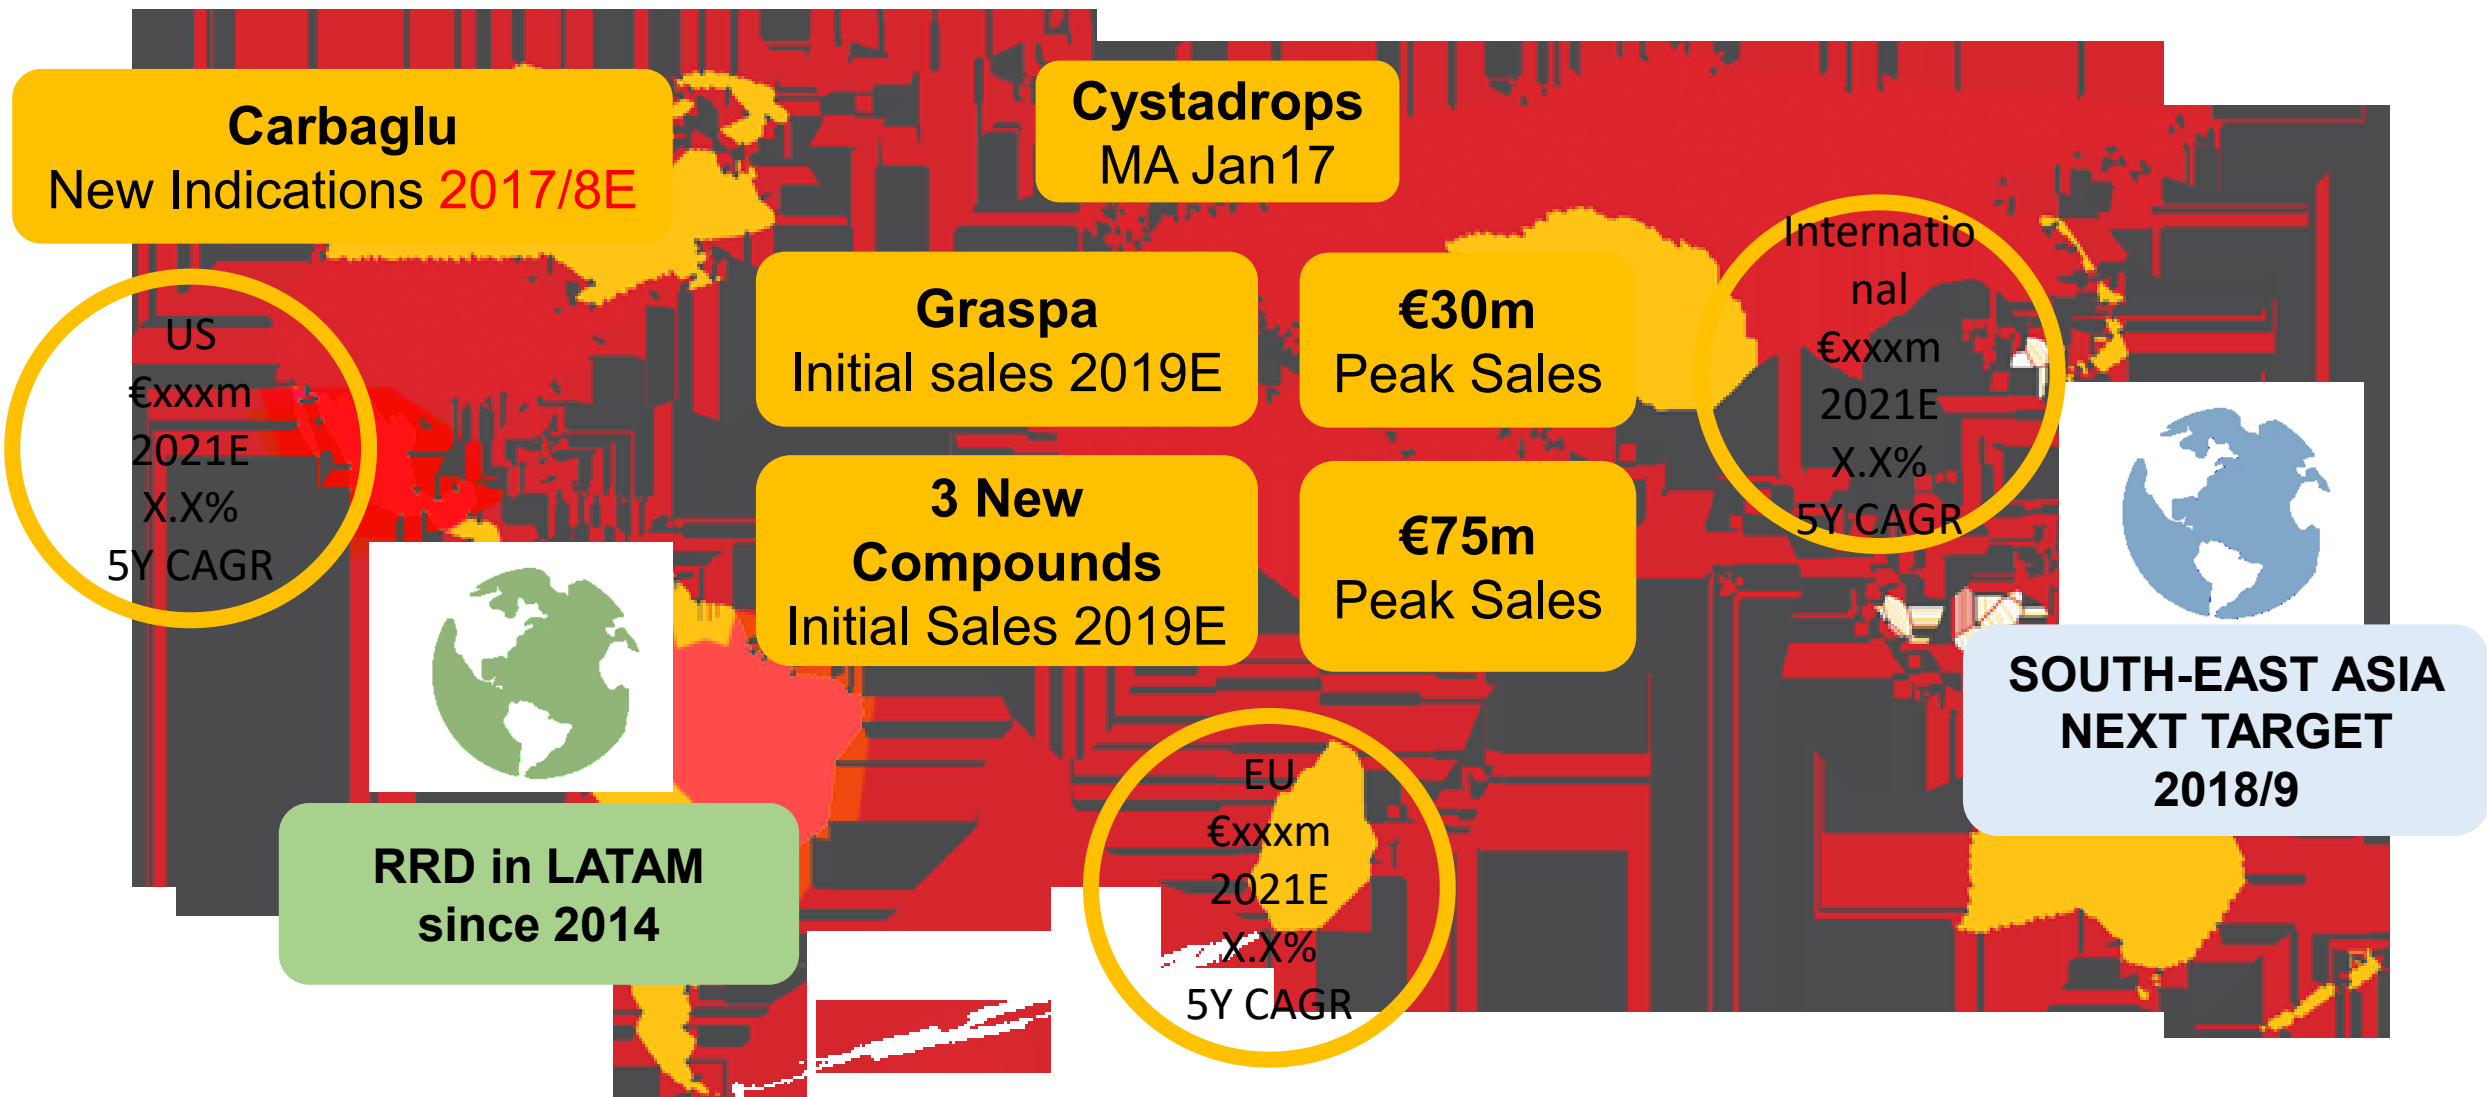 Carbaglu
New Indications 2017/8E
Cystadrops
MA Jan17
US
€xxxm
2021E
X.X%
5Y CAGR
Graspa
Initial sales 2019E
€30m
Peak Sales
Internatio
nal
€xxxm
2021E
X.X%
5Y CAGR
3 New
Compounds
Initial Sales 2019E
€75m
Peak Sales
SOUTH-EAST ASIA
NEXT TARGET
2018/9
RRD in LATAM
since 2014
EU
€xxxm
2021E
X.X%
5Y CAGR